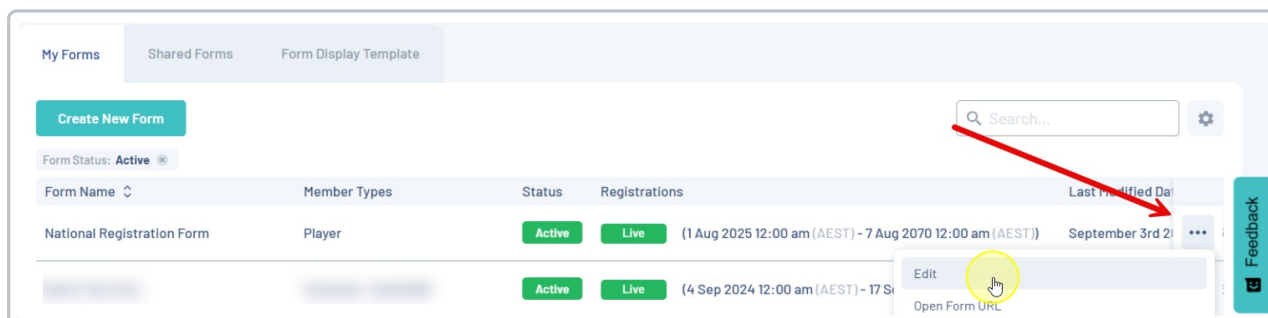 My Forms Shared Forms Form Display Template
Create New Form Search...
Form Status: Active
Form Name Member Types Status Registrations Last Modified Dat
National Registration Form Player Active Live (1 Aug 2025 12:00 am (AEST) - 7 Aug 2070 12:00 am (AEST)) September 3rd 20
Active Live (4 Sep 2024 12:00 am (AEST) - 17 Se
Edit
Open Form URL
Feedback